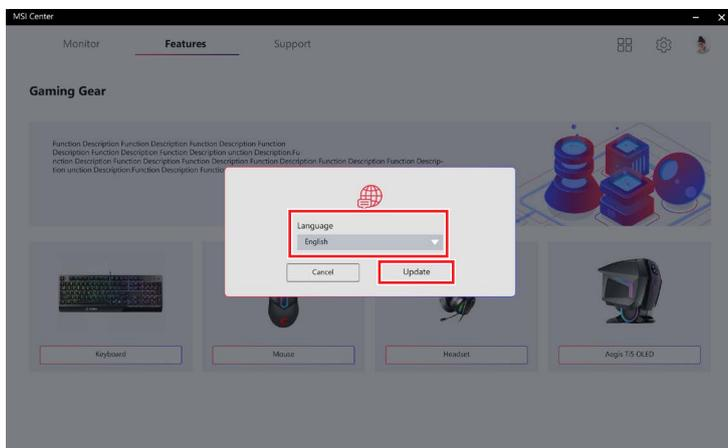 MSI Center
Monitor
Features
Support
Gaming Gear
Function Description Function Description Function Description Function
Description Function Description Function Description unction Description.Fu-
nction Description Function Description Function Description Function Description Function Descrip-
tion unction Description.Function Description Function
Language
English
Cancel
Update
Keyboard
Mouse
Headset
Aegis Ti5 OLED